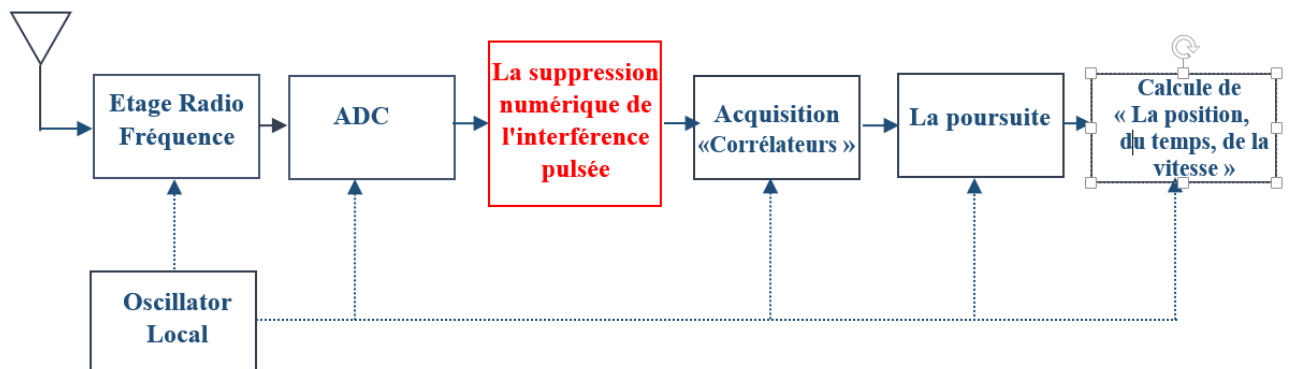 Etage Radio
Fréquence
ADC
La suppression
numérique de
l'interférence
pulsée
Acquisition
«Corrélateurs »
La poursuite
Calcule de
« La position,
du temps, de la
vitesse »
Oscillator
Local